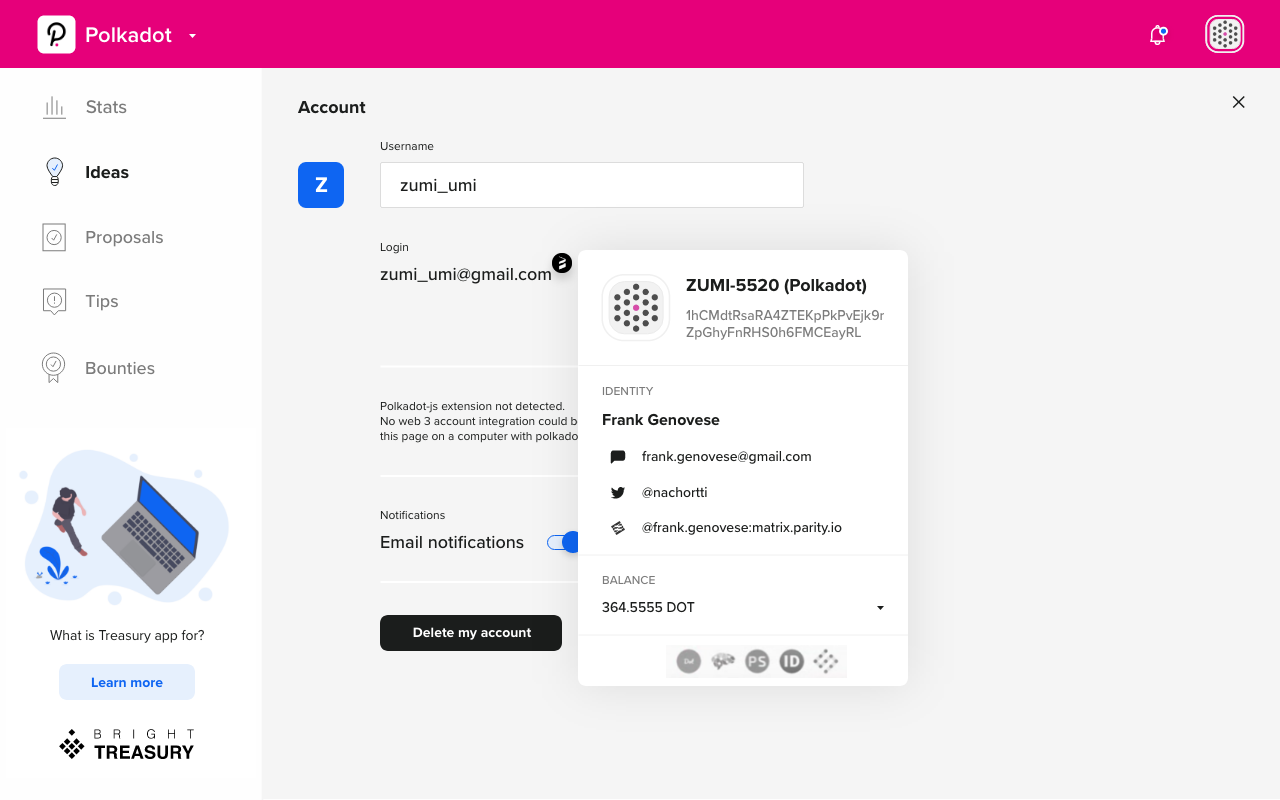 Polkadot
Stats
Ideas
Proposals
Tips
Bounties
What is Treasury app for?
Learn more
BRIGHT
TREASURY
Account
Username
Z
zumi_umi
Login
zumi_umi@gmail.com
Polkadot-js extension not detected.
No web 3 account integration could b
this page on a computer with polkado
Notifications
Email notifications
Delete my account
ZUMI-5520 (Polkadot)
1hCMdtRsaRA4ZTEKpPkPvEjk9r
ZpGhyFnRHS0h6FMCEayRL
IDENTITY
Frank Genovese
frank.genovese@gmail.com
@nachortti
@frank.genovese:matrix.parity.io
BALANCE
364.5555 DOT
PS
ID